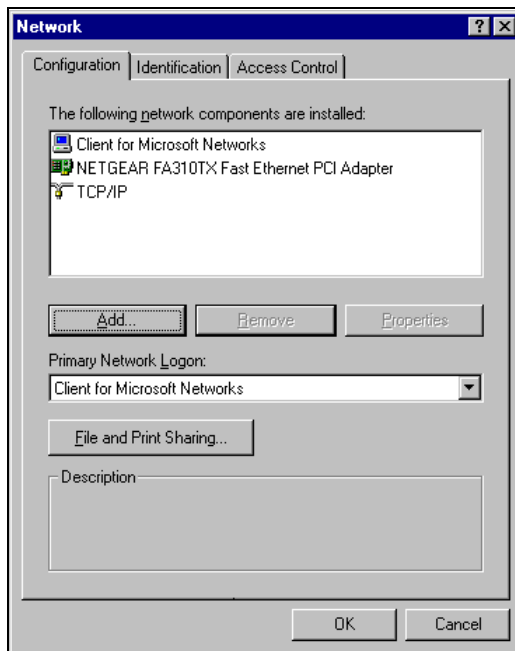 Network
? X
Configuration Identification Access Control
The following network components are installed:
Client for Microsoft Networks
NETGEAR FA310TX Fast Ethernet PCI Adapter
TCP/IP
Add... Remove Properties
Primary Network Logon:
Client for Microsoft Networks
File and Print Sharing...
Description
OK Cancel